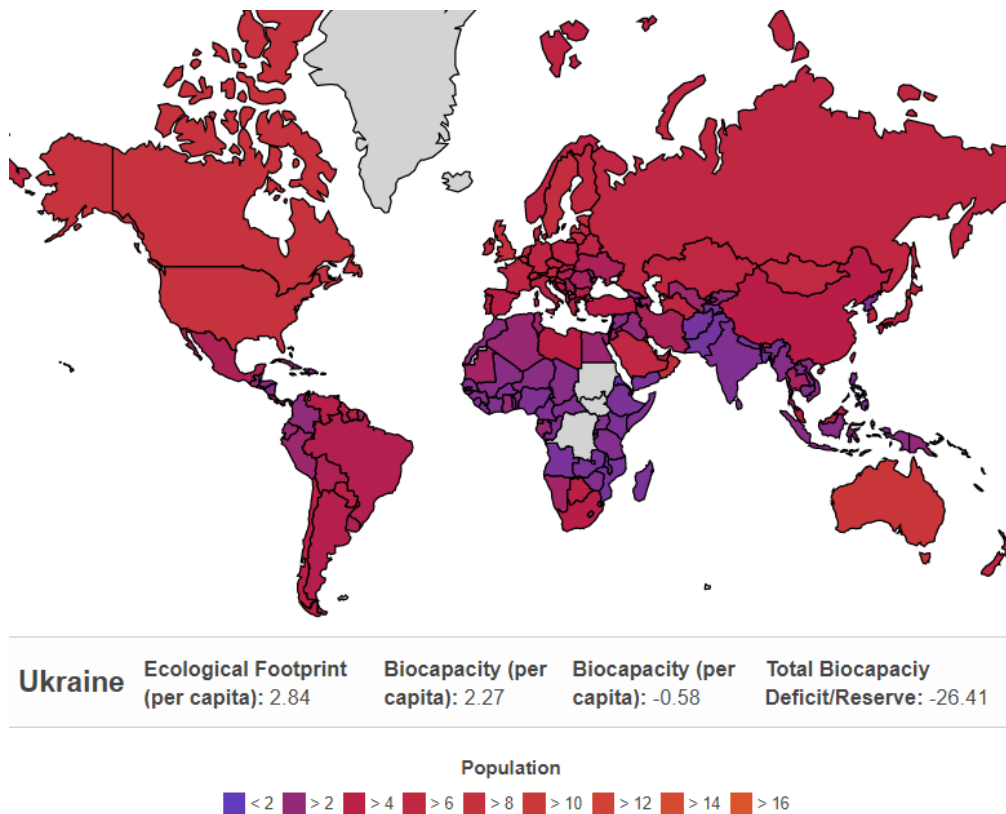 Ukraine
Ecological Footprint
(per capita): 2.84
Biocapacity (per
capita): 2.27
Biocapacity (per
capita): -0.58
Total Biocapaciy
Deficit/Reserve: -26.41
Population
< 2 > 2 > 4 > 6 > 8 > 10 > 12 > 14 > 16